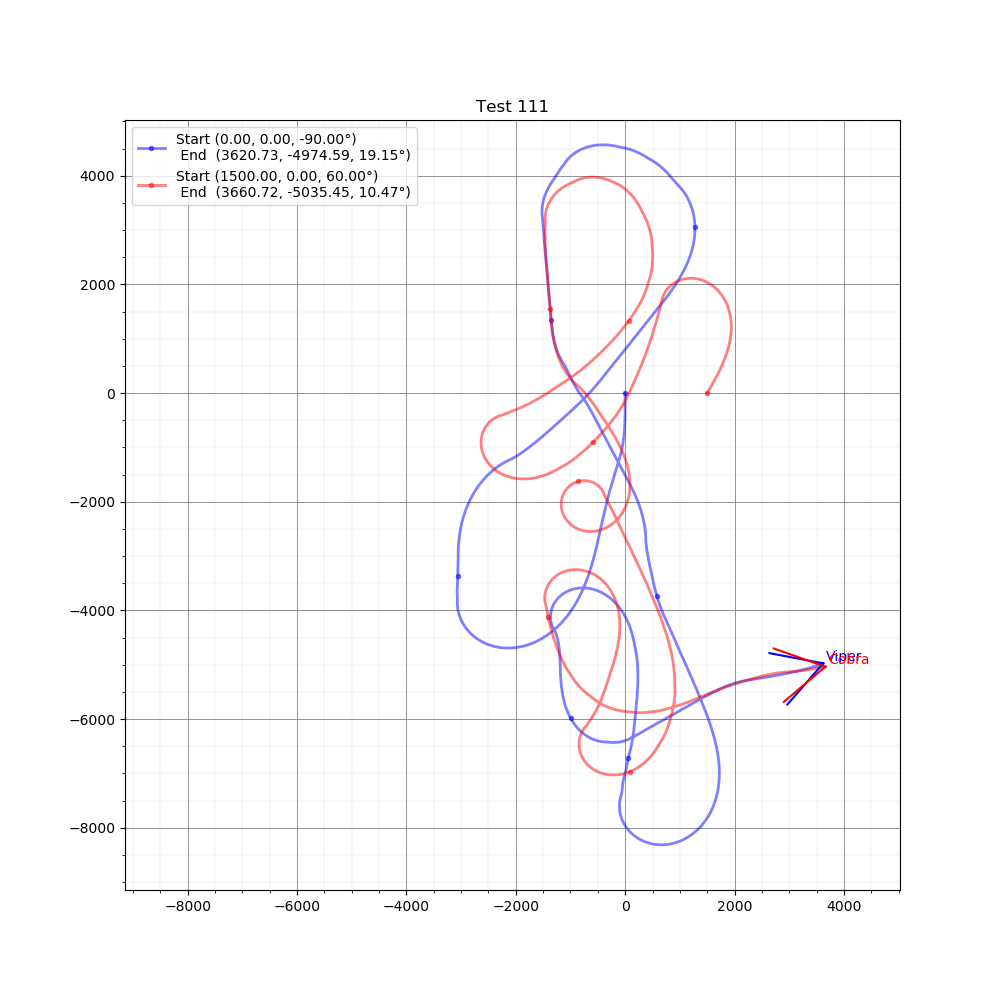 Test 111
Start (0.00, 0.00, -90.00°)
End (3620.73, -4974.59, 19.15°)
Start (1500.00, 0.00, 60.00°)
End (3660.72, -5035.45, 10.47°)
4000
2000
0
−2000
−4000
−6000
−8000
Viper
Cobra
−8000 −6000 −4000 −2000 0 2000 4000